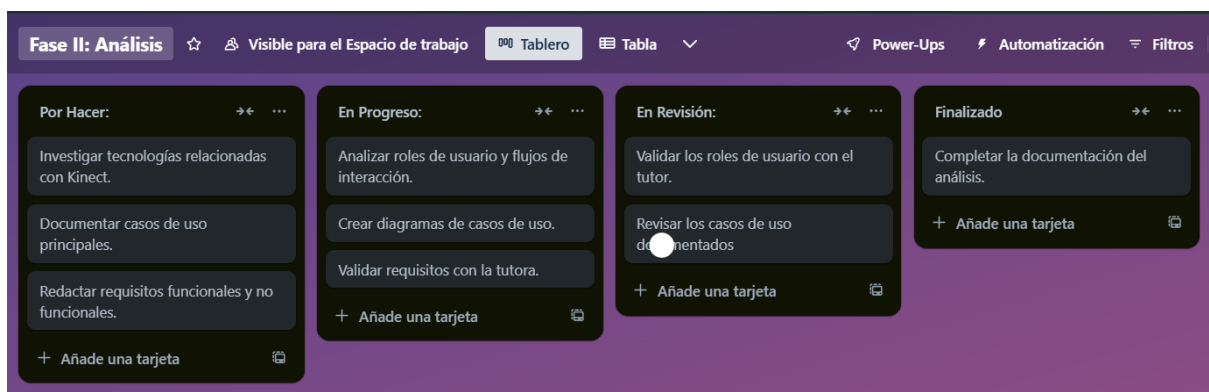 Fase II: Análisis
Visible para el Espacio de trabajo
Tablero
Tabla
Power-Ups
Automatización
Filtros
Por Hacer:
Investigar tecnologías relacionadas
con Kinect.
Documentar casos de uso
principales.
Redactar requisitos funcionales y no
funcionales.
Añade una tarjeta
En Progreso:
Analizar roles de usuario y flujos de
interacción.
Crear diagramas de casos de uso.
Validar requisitos con la tutora.
Añade una tarjeta
En Revisión:
Validar los roles de usuario con el
tutor.
Revisar los casos de uso
Añade una tarjeta
Finalizado
Completar la documentación del
análisis.
Añade una tarjeta